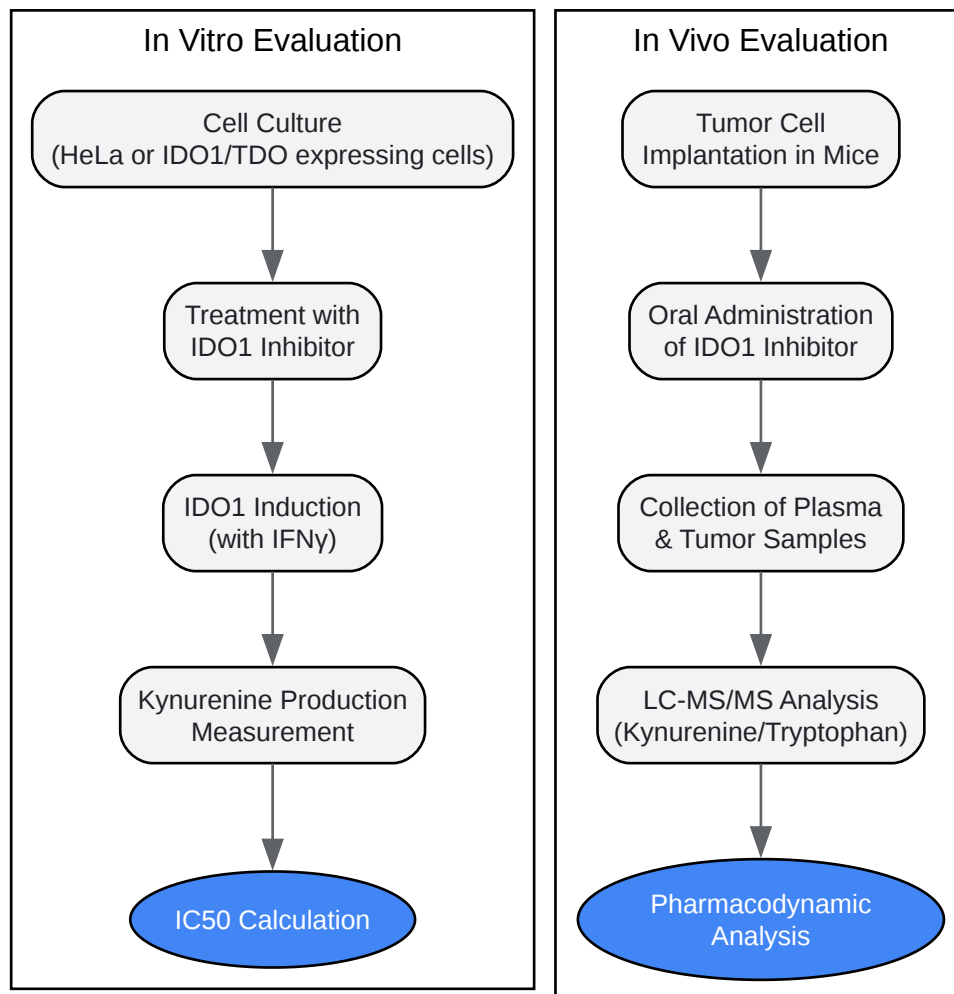 In Vitro Evaluation
Cell Culture
(HeLa or IDO1/TDO expressing cells)
Treatment with
IDO1 Inhibitor
IDO1 Induction
(with IFNγ)
Kynurenine Production
Measurement
IC50 Calculation
In Vivo Evaluation
Tumor Cell
Implantation in Mice
Oral Administration
of IDO1 Inhibitor
Collection of Plasma
& Tumor Samples
LC-MS/MS Analysis
(Kynurenine/Tryptophan)
Pharmacodynamic
Analysis